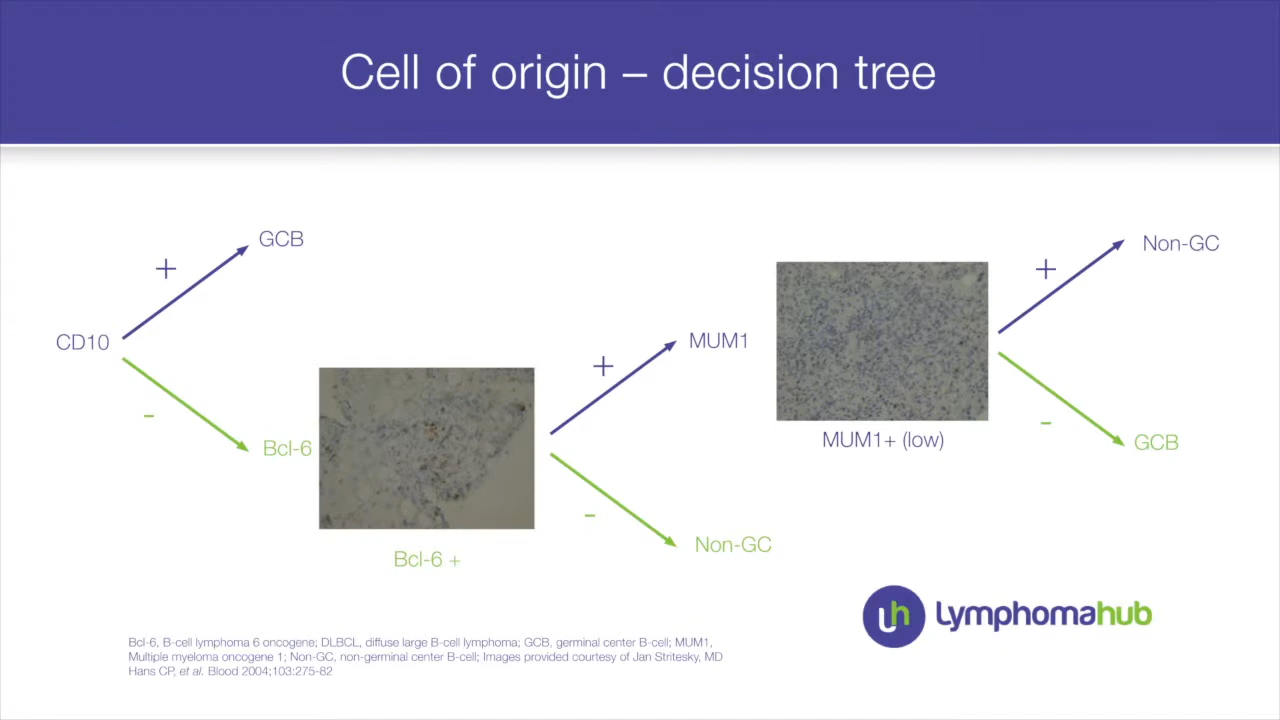 Cell of origin – decision tree
GCB
+
CD10
-
Bcl-6
Bcl-6 +
+
MUM1
-
Non-GC
MUM1+ (low)
+
Non-GC
-
GCB
Lh Lymphomahub
Bcl-6, B-cell lymphoma 6 oncogene; DLBCL, diffuse large B-cell lymphoma; GCB, germinal center B-cell; MUM1,
Multiple myeloma oncogene 1; Non-GC, non-germinal center B-cell; Images provided courtesy of Jan Stritesky, MD
Hans CP, et al. Blood 2004;103:275-82